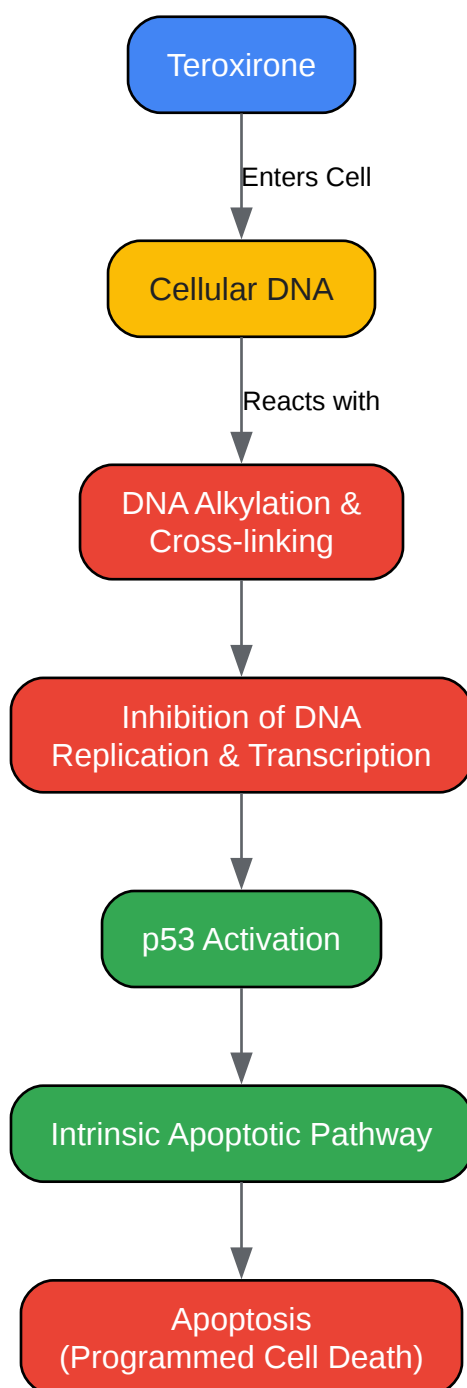 Teroxirone
Enters Cell
Cellular DNA
Reacts with
DNA Alkylation &
Cross-linking
Inhibition of DNA
Replication & Transcription
p53 Activation
Intrinsic Apoptotic Pathway
Apoptosis
(Programmed Cell Death)